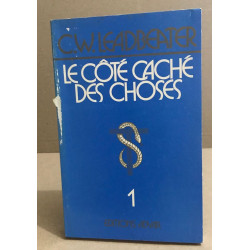 C.W. LEADBEATER
LE CÔTÉ CACHÉ
DES CHOSES
1